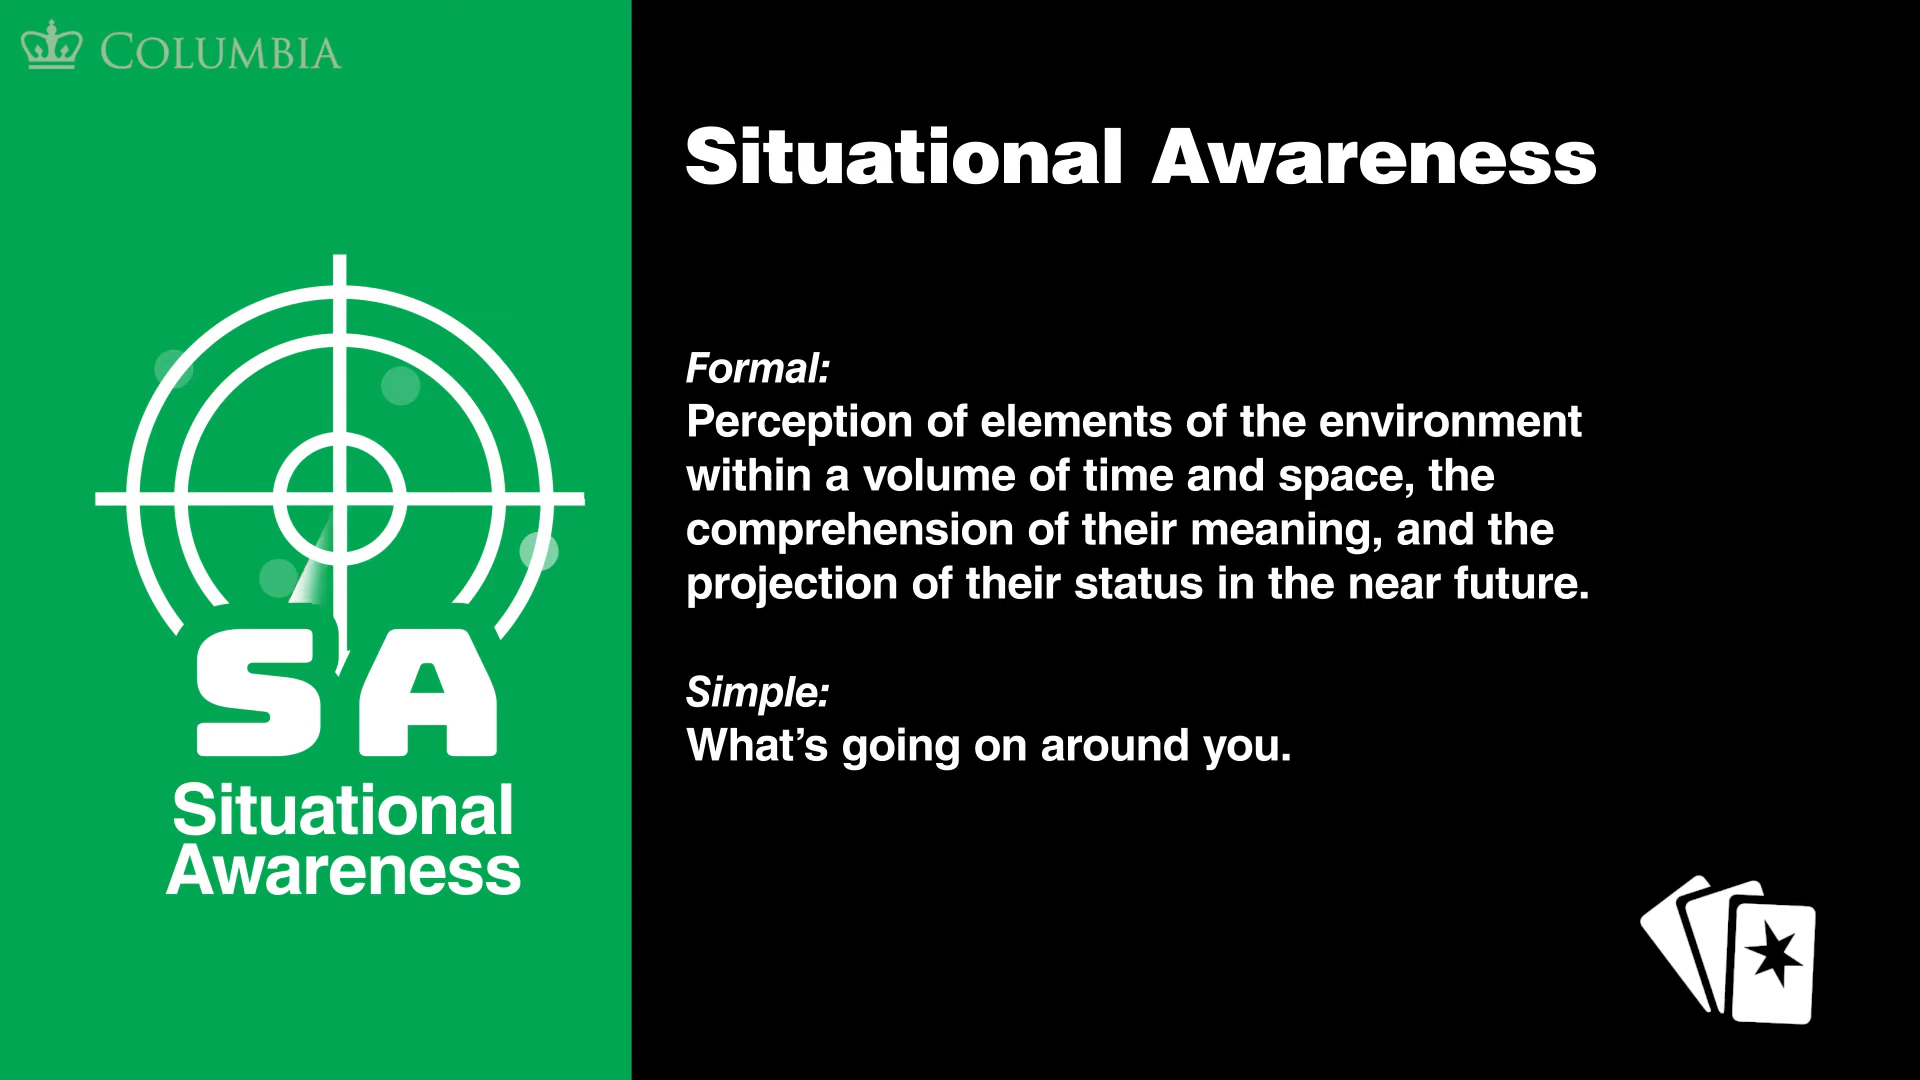 COLUMBIA
Situational Awareness
Formal:
Perception of elements of the environment
within a volume of time and space, the
comprehension of their meaning, and the
projection of their status in the near future.
Simple:
What’s going on around you.
SA
Situational
Awareness